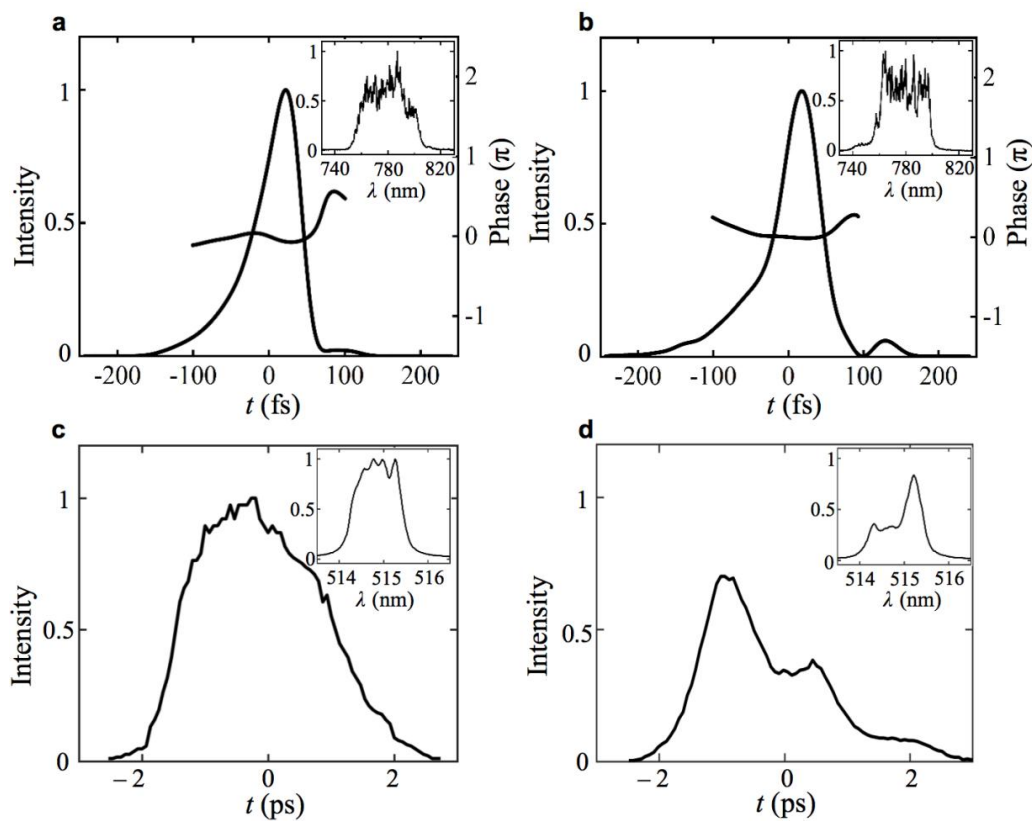 a
b
1
0.5
0
740 780 820
λ (nm)
2
1
0
-1
1
0.5
0
Intensity
Phase (π)
-200 -100 0 100 200
t (fs)
1
0.5
0
740 780 820
λ (nm)
2
1
0
-1
1
0.5
0
Intensity
Phase (π)
-200 -100 0 100 200
t (fs)
c
d
1
0.5
0
514 515 516
λ (nm)
1
0.5
0
Intensity
−2 0 2
t (ps)
1
0.5
0
514 515 516
λ (nm)
1
0.5
0
Intensity
−2 0 2
t (ps)